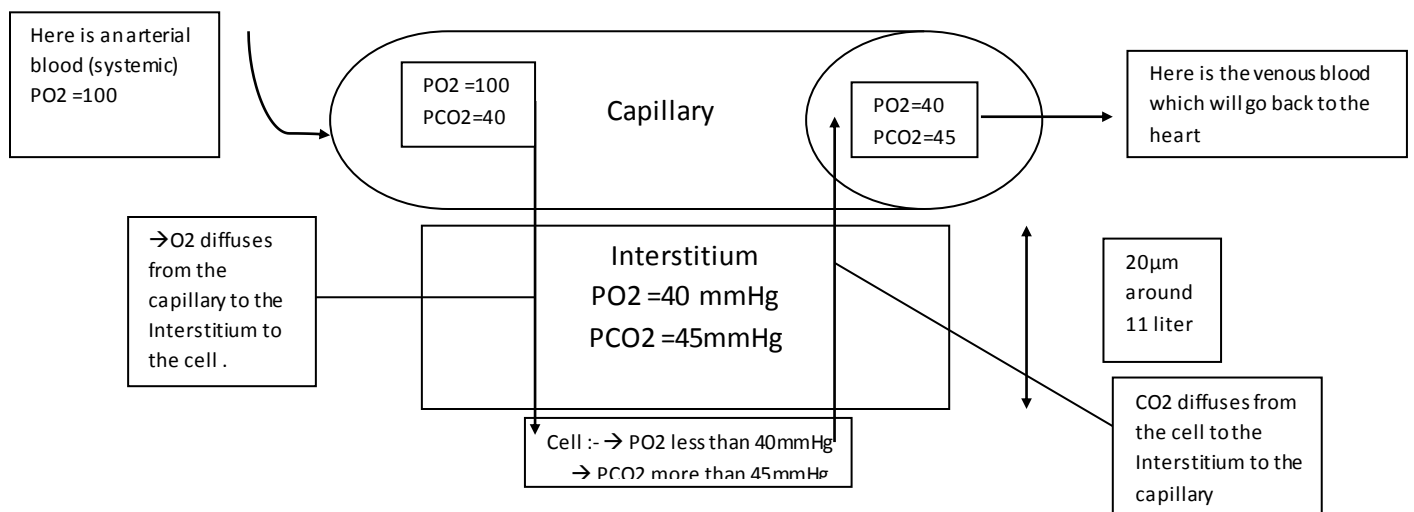 Here is an arterial
blood (systemic)
PO2 =100
PO2 =100
PCO2=40
Capillary
PO2=40
PCO2=45
Here is the venous blood
which will go back to the
heart
→O2 diffuses
from the
capillary to the
Interstitium to
the cell .
Interstitium
PO2 =40 mmHg
PCO2 =45mmHg
20µm
around
11 liter
Cell :- → PO2 less than 40mmHg
→ PCO2 more than 45mmHg
CO2 diffuses from
the cell to the
Interstitium to the
capillary